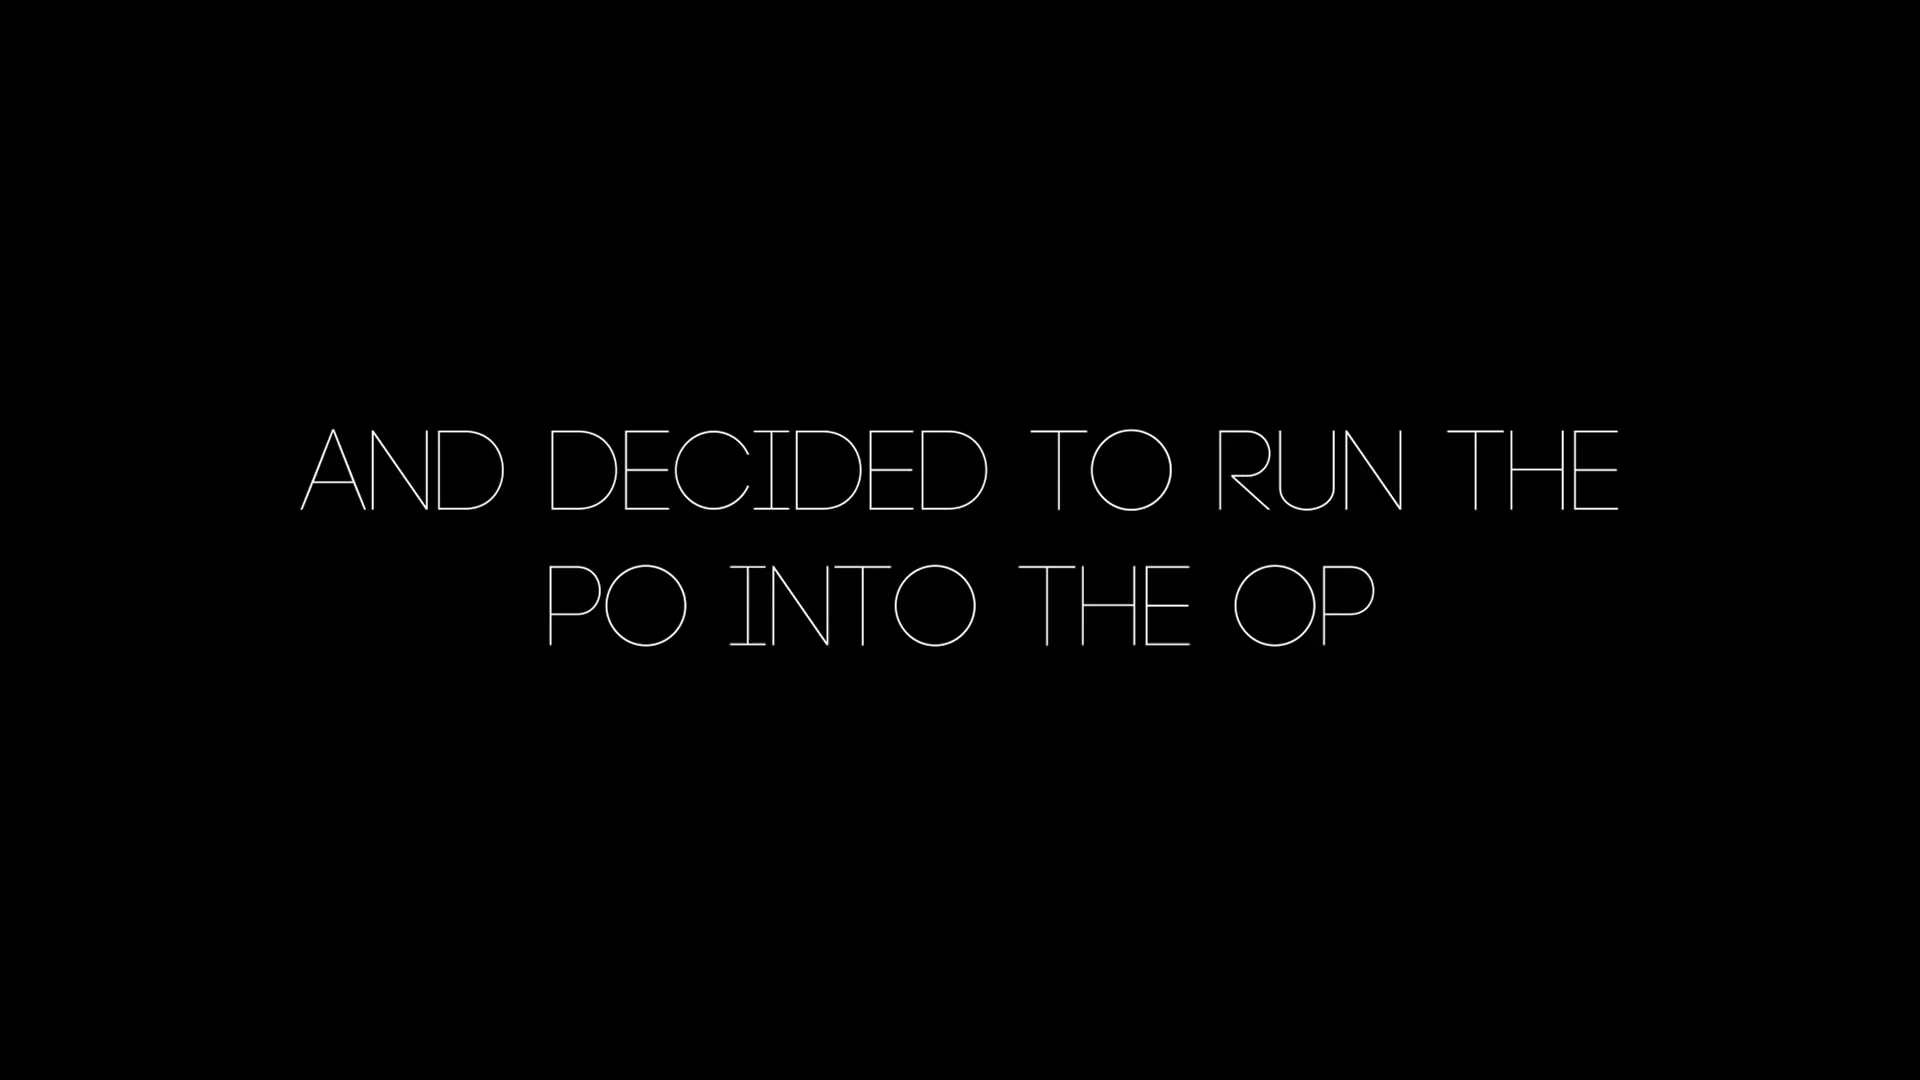 AND DECIDED TO RUN THE
PO INTO THE OP